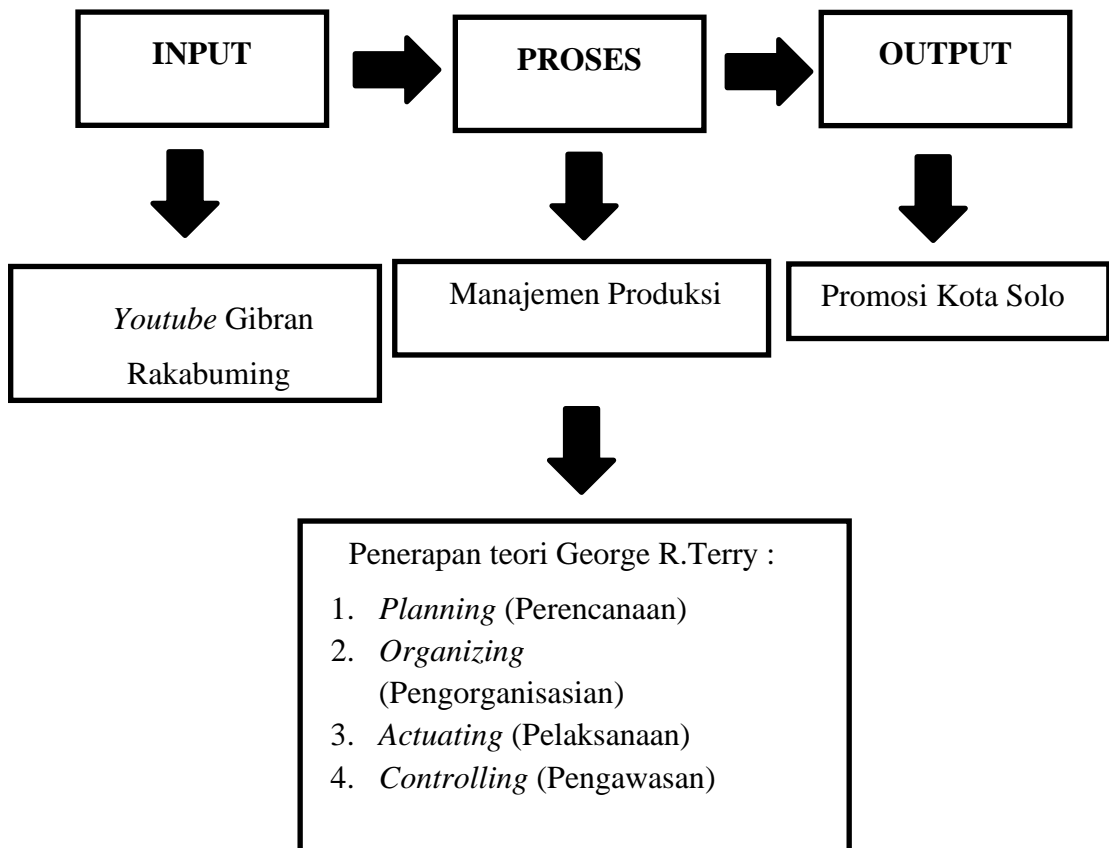 INPUT
PROSES
OUTPUT
Youtube Gibran
Rakabuming
Manajemen Produksi
Promosi Kota Solo
Penerapan teori George R.Terry :
1. Planning (Perencanaan)
2. Organizing
(Pengorganisasian)
3. Actuating (Pelaksanaan)
4. Controlling (Pengawasan)